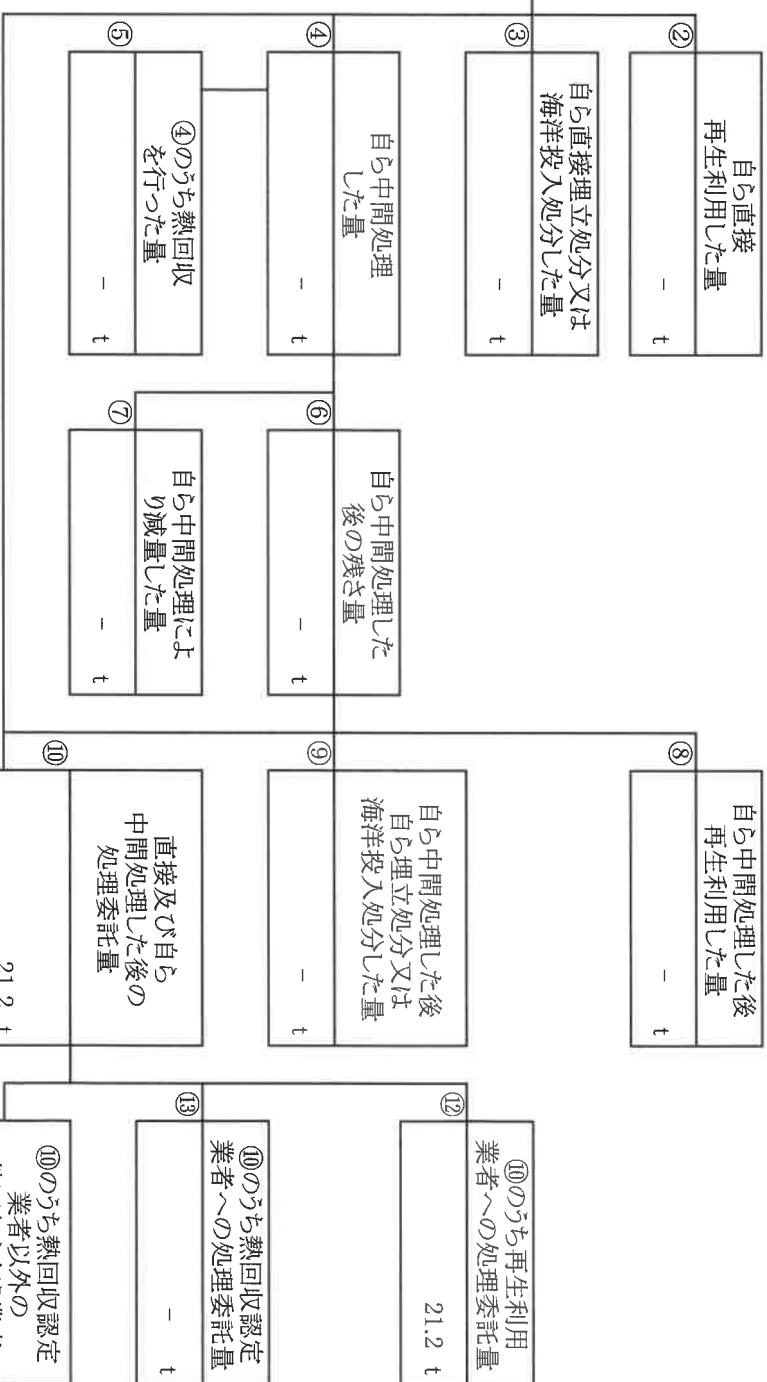 ②
自ら直接
再生利用した量
－ t
③
自ら直接埋立処分又は
海洋投入処分した量
－ t
④
自ら中間処理
した量
－ t
⑤
④のうち熱回収
を行った量
－ t
⑥
自ら中間処理した
後の残さ量
－ t
⑦
自ら中間処理によ
り減量した量
－ t
⑧
自ら中間処理した後
再生利用した量
－ t
⑨
自ら中間処理した後
自ら埋立処分又は
海洋投入処分した量
－ t
⑩
直接及び自ら
中間処理した後の
処理委託量
21.2 t
⑫
⑩のうち再生利用
業者への処理委託量
21.2 t
⑬
⑩のうち熱回収認定
業者への処理委託量
－ t
⑩のうち熱回収認定
業者以外の